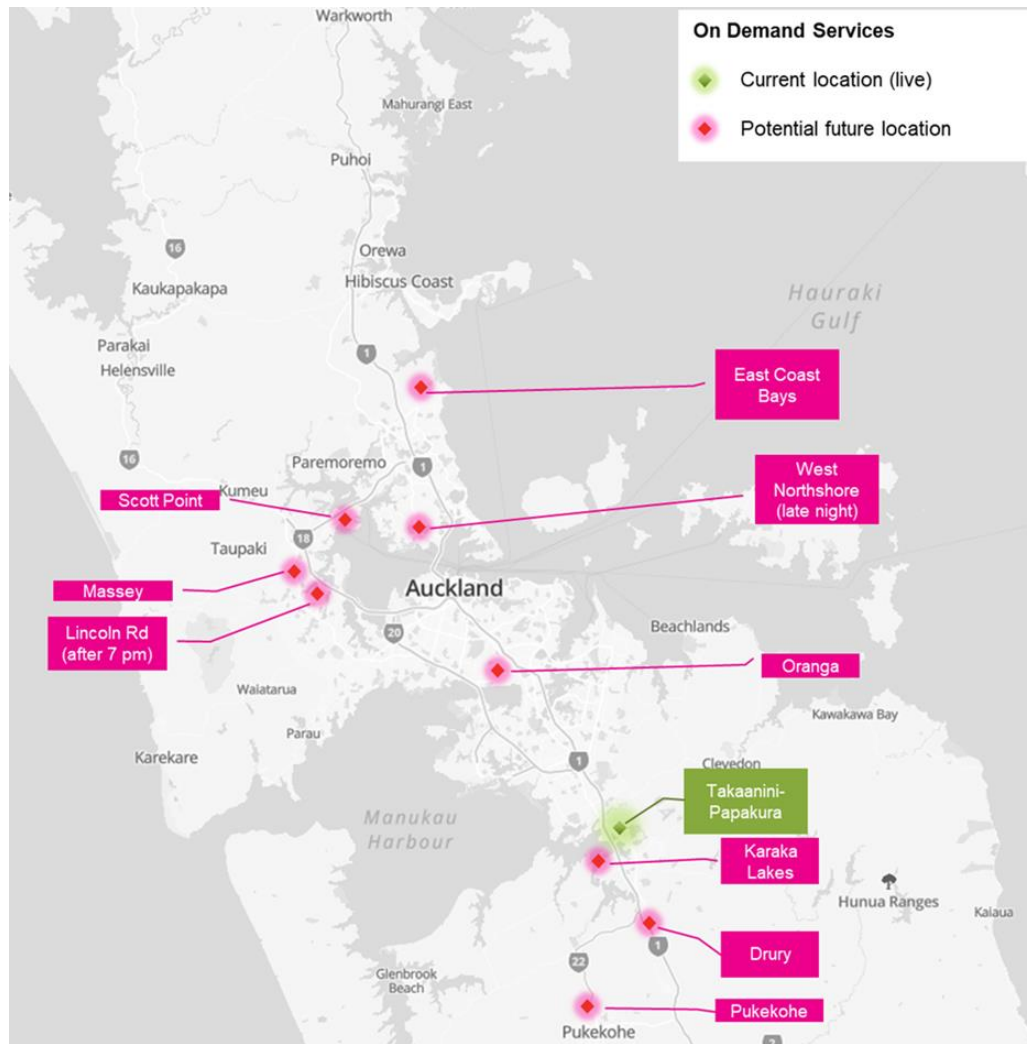 On Demand Services
Current location (live)
Potential future location
Warkworth
Mahurangi East
Puhoi
16
Orewa
Hibiscus Coast
Kaukapakapa
Hauraki
Gulf
Parakai
Helensville
1
East Coast
Bays
16
Paremoremo
1
West
Northshore
(late night)
Kumeu
Scott Point
18
Taupaki
Massey
Auckland
Lincoln Rd
(after 7 pm)
20
Beachlands
Oranga
Waiatarua
Parau
Kawakawa Bay
Karekare
1
Clevedon
Takaanini-
Papakura
Manukau
Harbour
Karaka
Lakes
Hunua Ranges
Kaiaua
Drury
1
22
Glenbrook
Beach
Pukekohe
Pukekohe
2